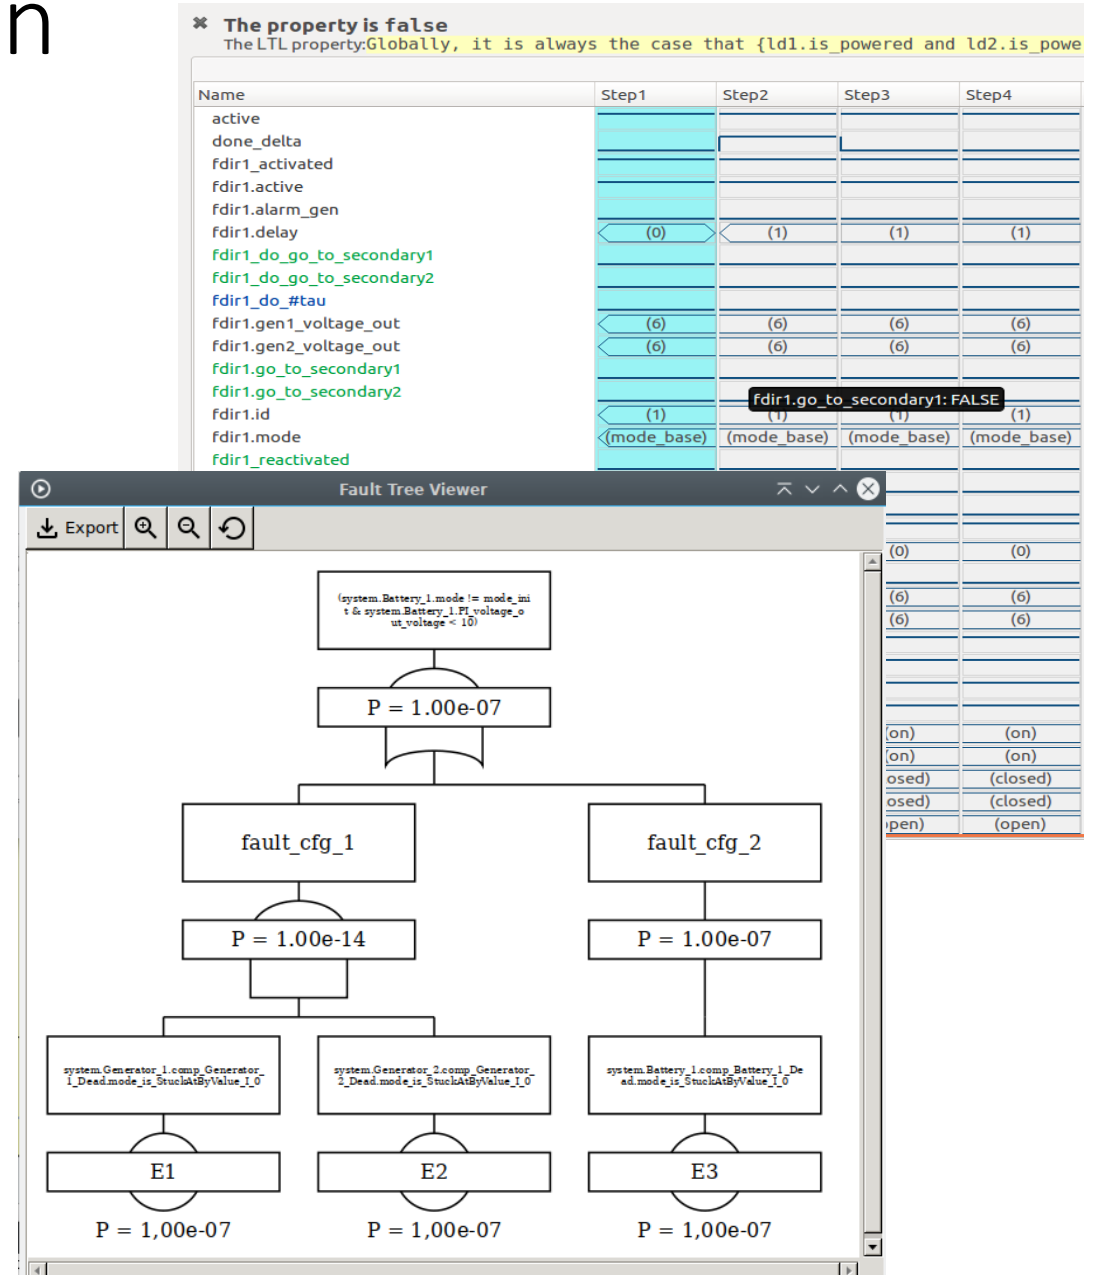 n
The property is false
The LTL property:Globally, it is always the case that {ld1.is_powered and ld2.is_powe
Name Step1 Step2 Step3 Step4
active
done_delta
fdir1_activated
fdir1.active
fdir1.alarm_gen
fdir1.delay (0) (1) (1) (1)
fdir1_do_go_to_secondary1
fdir1_do_go_to_secondary2
fdir1_do_#tau
fdir1.gen1_voltage_out (6) (6) (6) (6)
fdir1.gen2_voltage_out (6) (6) (6) (6)
fdir1.go_to_secondary1
fdir1.go_to_secondary2
fdir1.go_to_secondary1: FALSE
fdir1.id (1) (1) (1) (1)
fdir1.mode (mode_base) (mode_base) (mode_base) (mode_base)
fdir1_reactivated
Fault Tree Viewer
Export
(0) (0)
(6) (6)
(6) (6)
(on) (on)
(on) (on)
osed) (closed)
osed) (closed)
pen) (open)
(system.Battery_1.mode != mode_ini
t & system.Battery_1.PI_voltage_o
ut_voltage < 10)
P = 1.00e-07
fault_cfg_1 fault_cfg_2
P = 1.00e-14 P = 1.00e-07
system.Generator_1.comp_Generator_
1_Dead.mode_is_StuckAtByValue_I_0
system.Generator_2.comp_Generator_
2_Dead.mode_is_StuckAtByValue_I_0
system.Battery_1.comp_Battery_1_De
ad.mode_is_StuckAtByValue_I_0
E1 E2 E3
P = 1,00e-07 P = 1,00e-07 P = 1,00e-07